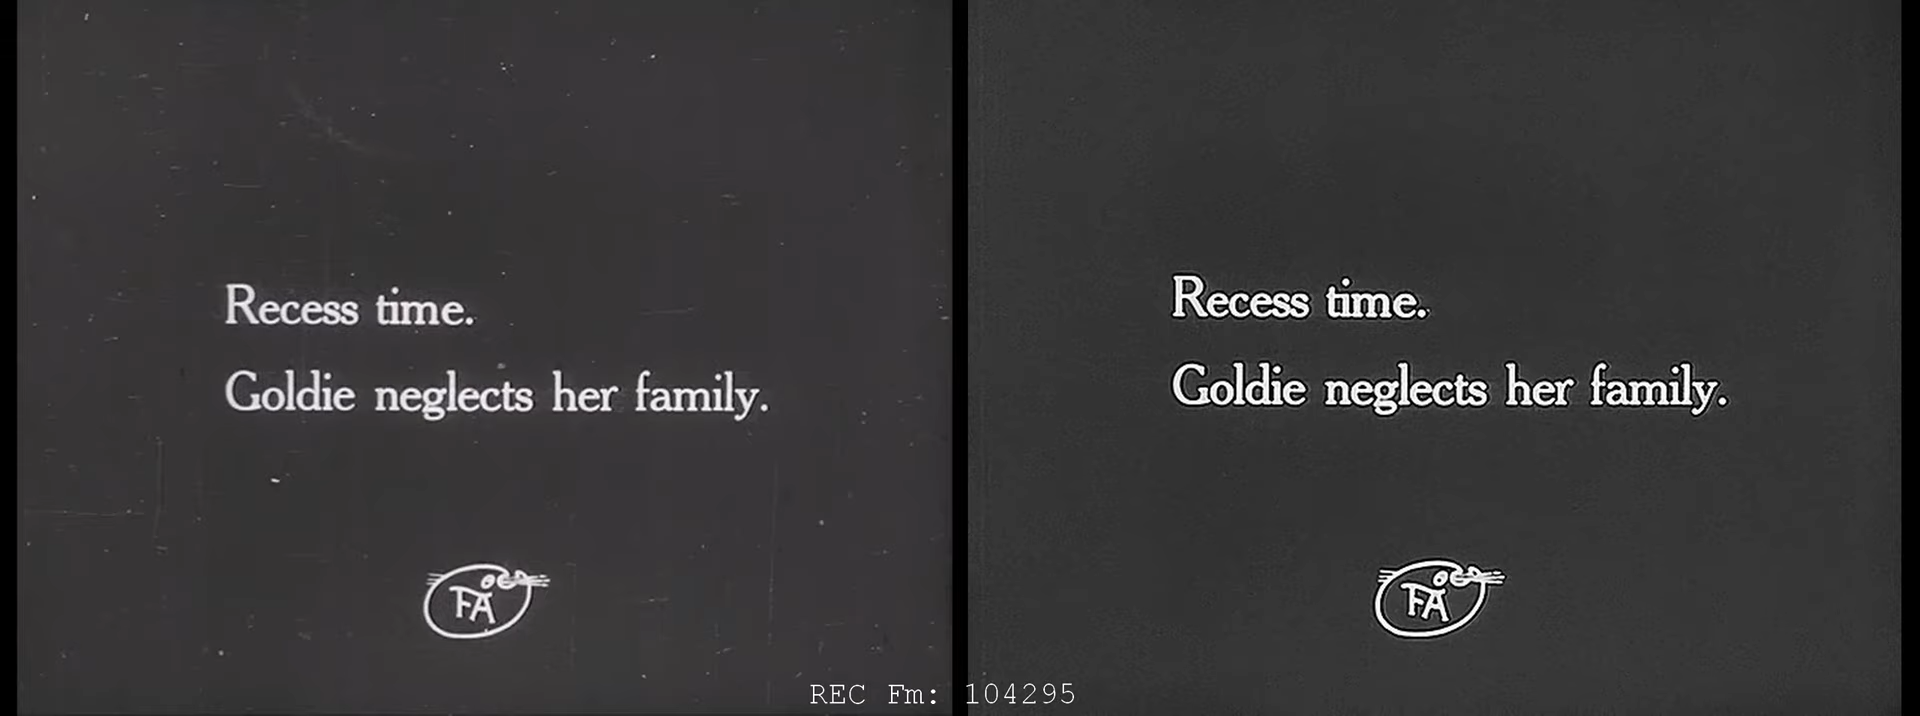 Recess time.
Goldie neglects her family.
FA
Recess time.
Goldie neglects her family.
FA
REC Fm: 104295